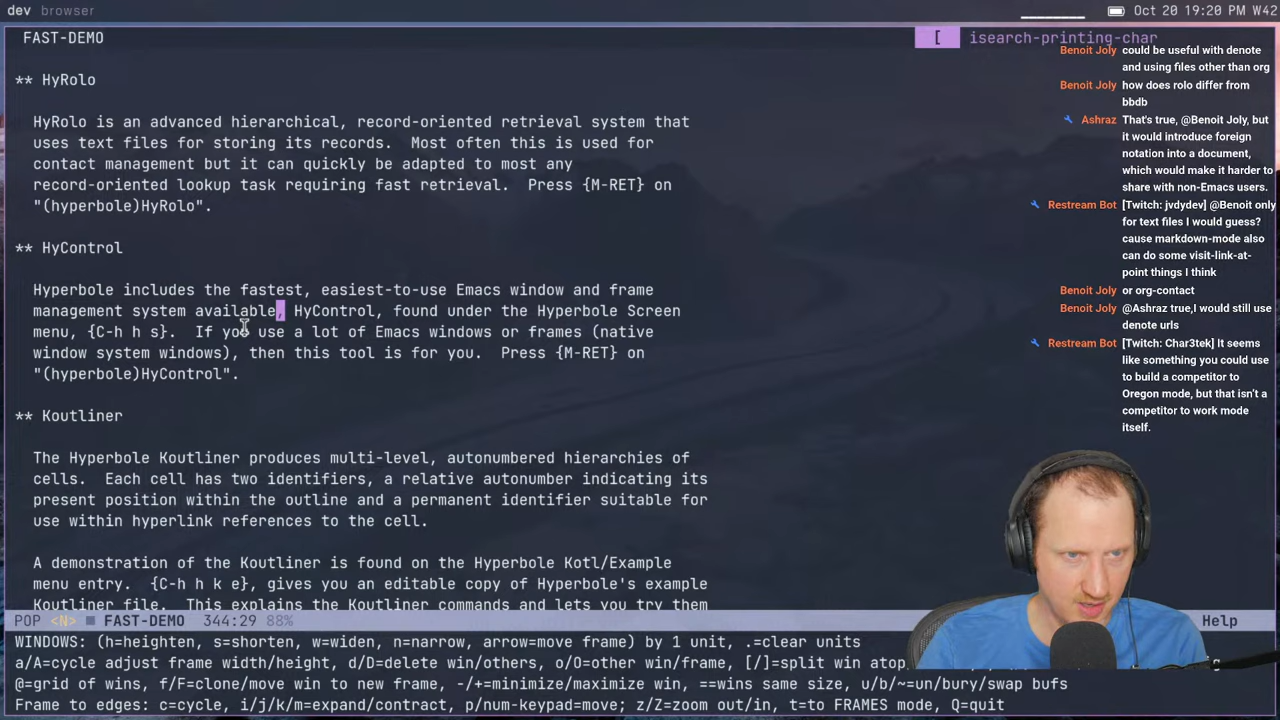 dev browser
Oct 20 19:20 PM W42
FAST-DEMO
[ isearch-printing-char
** HyRolo
HyRolo is an advanced hierarchical, record-oriented retrieval system that
uses text files for storing its records.  Most often this is used for
contact management but it can quickly be adapted to most any
record-oriented lookup task requiring fast retrieval.  Press {M-RET} on
"(hyperbole)HyRolo".
** HyControl
Hyperbole includes the fastest, easiest-to-use Emacs window and frame
management system available, HyControl, found under the Hyperbole Screen
menu, {C-h h s}.  If you use a lot of Emacs windows or frames (native
window system windows), then this tool is for you.  Press {M-RET} on
"(hyperbole)HyControl".
** Koutliner
The Hyperbole Koutliner produces multi-level, autonumbered hierarchies of
cells.  Each cell has two identifiers, a relative autonumber indicating its
present position within the outline and a permanent identifier suitable for
use within hyperlink references to the cell.
A demonstration of the Koutliner is found on the Hyperbole Kotl/Example
menu entry.  {C-h h k e}, gives you an editable copy of Hyperbole's example
Koutliner file.  This explains the Koutliner commands and lets you try them
POP <N> FAST-DEMO 344:29 88% Help
WINDOWS: (h=heighten, s=shorten, w=widen, n=narrow, arrow=move frame) by 1 unit, .=clear units
a/A=cycle adjust frame width/height, d/D=delete win/others, o/O=other win/frame, [/]=split win atop
@=grid of wins, f/F=clone/move win to new frame, -/+=minimize/maximize win, ==wins same size, u/b/~=un/bury/swap bufs
Frame to edges: c=cycle, i/j/k/m=expand/contract, p/num-keypad=move; z/Z=zoom out/in, t=to FRAMES mode, Q=quit
Benoit Joly could be useful with denote
and using files other than org
Benoit Joly how does rolo differ from
bbdb
Ashraz That's true, @Benoit Joly, but
it would introduce foreign
notation into a document,
which would make it harder to
share with non-Emacs users.
Restream Bot [Twitch: jvdydev] @Benoit only
for text files I would guess?
cause markdown-mode also
can do some visit-link-at-
point things I think
Benoit Joly or org-contact
Benoit Joly @Ashraz true,I would still use
denote urls
Restream Bot [Twitch: Char3tek] It seems
like something you could use
to build a competitor to
Oregon mode, but that isn't a
competitor to work mode
itself.